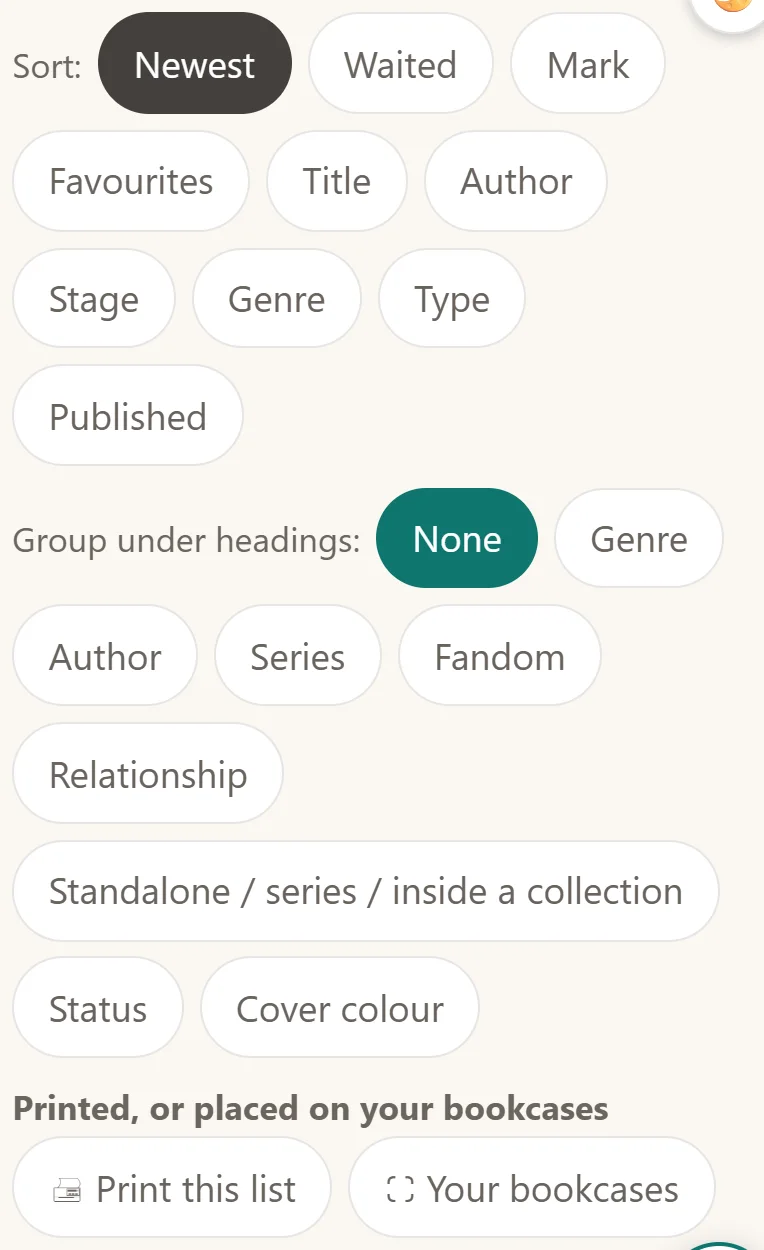 Sort: Newest Waited Mark
Favourites Title Author
Stage Genre Type
Published
Group under headings: None Genre
Author Series Fandom
Relationship
Standalone / series / inside a collection
Status Cover colour
Printed, or placed on your bookcases
Print this list Your bookcases